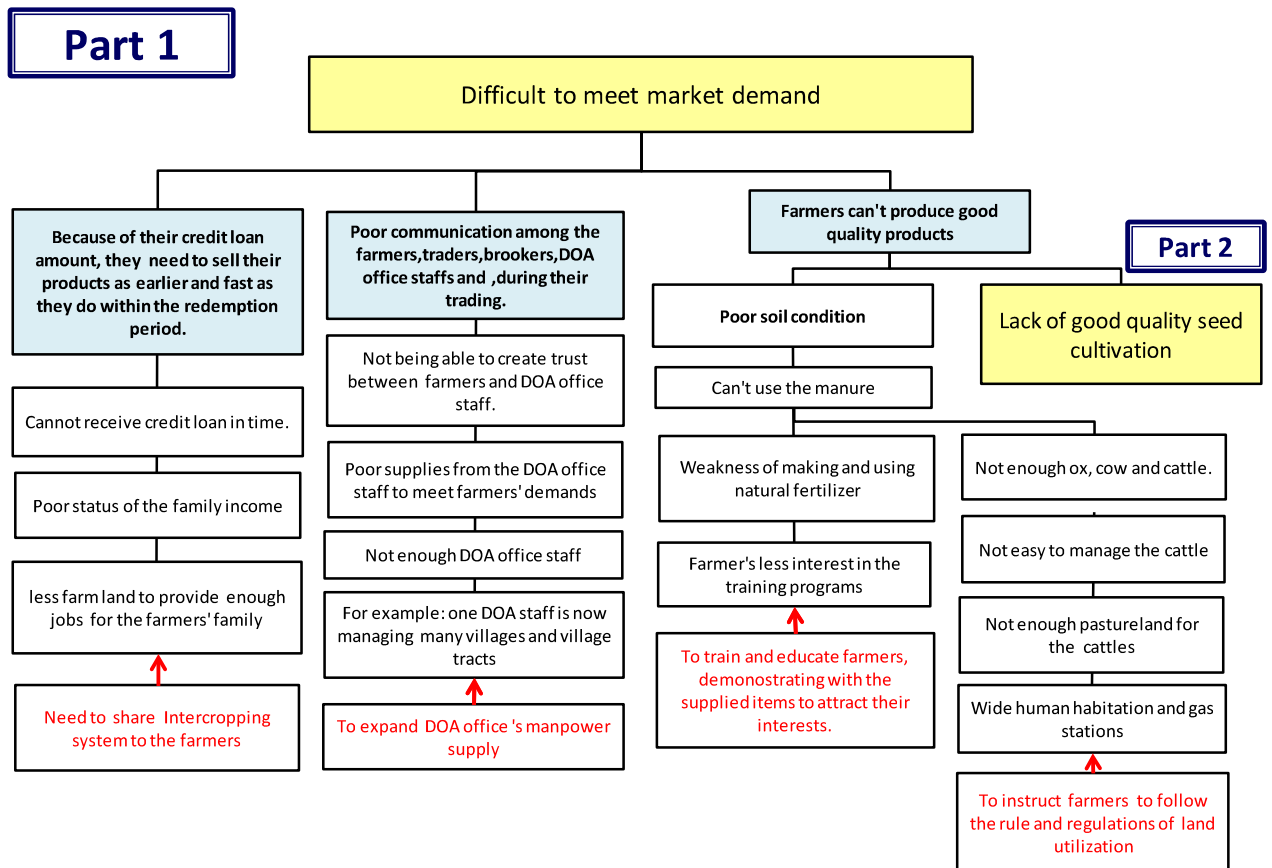 Part 1
Difficult to meet market demand
Because of their credit loan
amount, they need to sell their
products as earlier and fast as
they do within the redemption
period.
Cannot receive credit loan in time.
Poor status of the family income
less farm land to provide enough
jobs for the farmers' family
Need to share Intercropping
system to the farmers
Poor communication among the
farmers,traders,brookers,DOA
office staffs and ,during their
trading.
Not being able to create trust
between farmers and DOA office
staff.
Poor supplies from the DOA office
staff to meet farmers' demands
Not enough DOA office staff
For example: one DOA staff is now
managing many villages and village
tracts
To expand DOA office 's manpower
supply
Farmers can't produce good
quality products
Poor soil condition
Can't use the manure
Weakness of making and using
natural fertilizer
Farmer's less interest in the
training programs
To train and educate farmers,
demonostrating with the
supplied items to attract their
interests.
Part 2
Lack of good quality seed
cultivation
Not enough ox, cow and cattle.
Not easy to manage the cattle
Not enough pasture land for
the cattles
Wide human habitation and gas
stations
To instruct farmers to follow
the rule and regulations of land
utilization